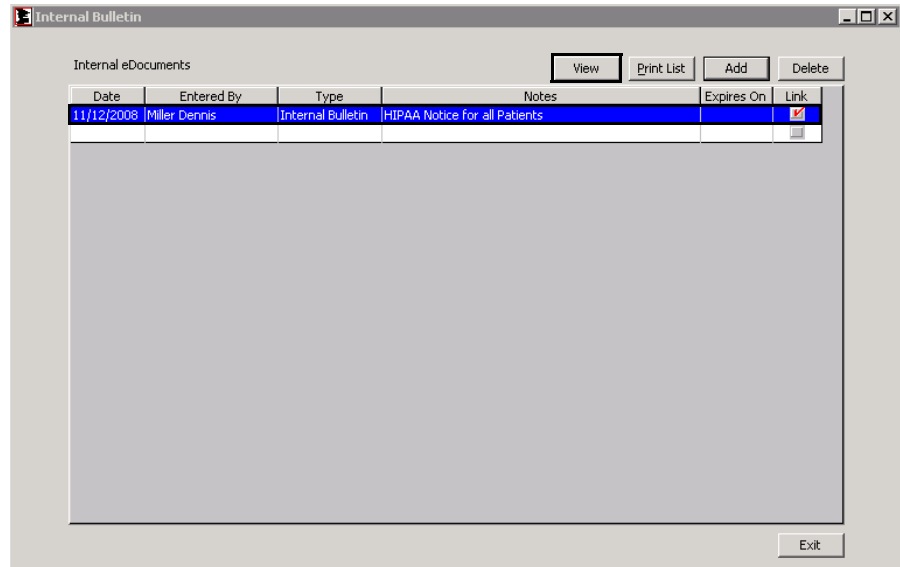 Internal Bulletin
Internal eDocuments
View Print List Add Delete
Date Entered By Type Notes Expires On Link
11/12/2008 Miller Dennis Internal Bulletin HIPAA Notice for all Patients
Exit